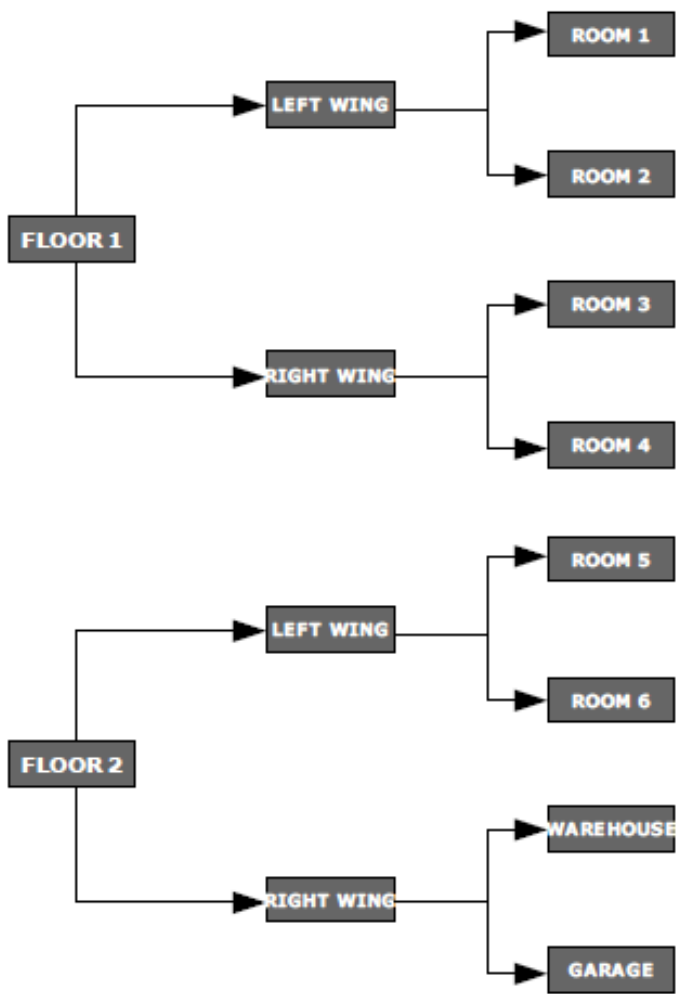 ROOM 1
LEFT WING
ROOM 2
FLOOR 1
ROOM 3
RIGHT WING
ROOM 4
ROOM 5
LEFT WING
ROOM 6
FLOOR 2
WAREHOUSE
RIGHT WING
GARAGE